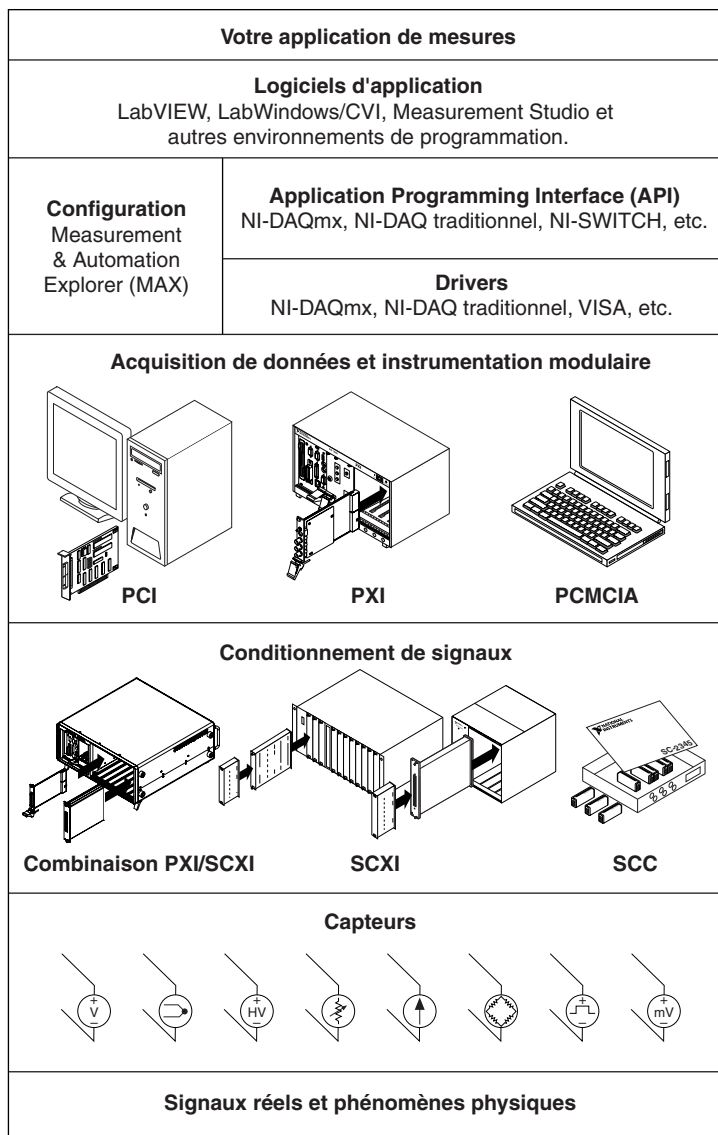 Votre application de mesures
Logiciels d'application
LabVIEW, LabWindows/CVI, Measurement Studio et
autres environnements de programmation.
Configuration
Measurement
& Automation
Explorer (MAX)
Application Programming Interface (API)
NI-DAQmx, NI-DAQ traditionnel, NI-SWITCH, etc.
Drivers
NI-DAQmx, NI-DAQ traditionnel, VISA, etc.
Acquisition de données et instrumentation modulaire
PCI
PXI
PCMCIA
Conditionnement de signaux
NATIONAL
INSTRUMENTS
SC-2345
Combinaison PXI/SCXI
SCXI
SCC
Capteurs
+
V
–
+
HV
–
+
–
+
mV
–
Signaux réels et phénomènes physiques